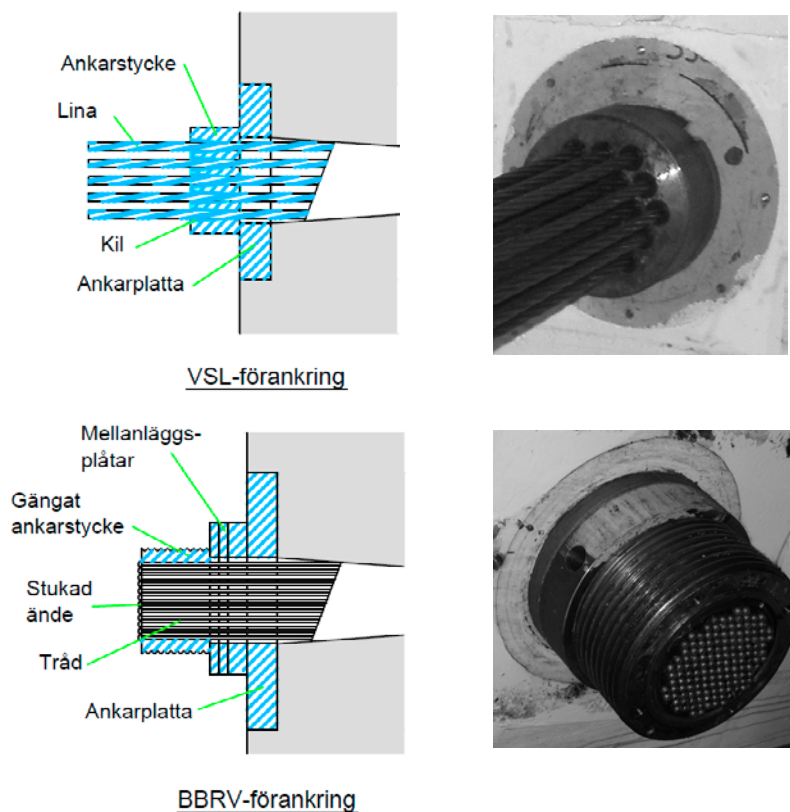 Ankarstycke
Lina
Kil
Ankarplatta
VSL-förankring
Mellanläggs-
plåtar
Gängat
ankarstycke
Stukad
ände
Tråd
Ankarplatta
BBRV-förankring